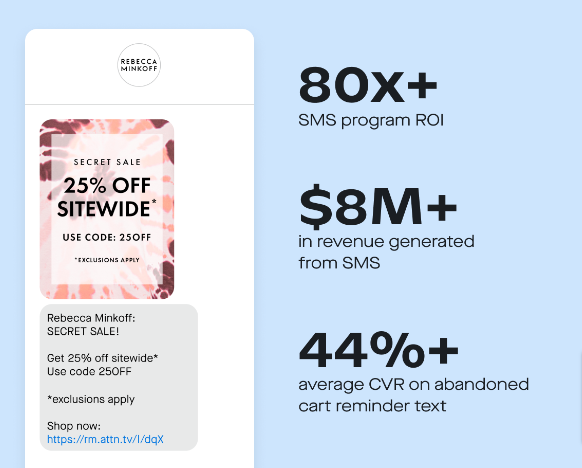 REBECCA
MINKOFF
SECRET SALE
25% OFF
SITEWIDE*
USE CODE: 25OFF
*EXCLUSIONS APPLY
Rebecca Minkoff:
SECRET SALE!
Get 25% off sitewide*
Use code 25OFF
*exclusions apply
Shop now:
https://rm.attn.tv/l/dqX
80x+
SMS program ROI
$8M+
in revenue generated
from SMS
44%+
average CVR on abandoned
cart reminder text